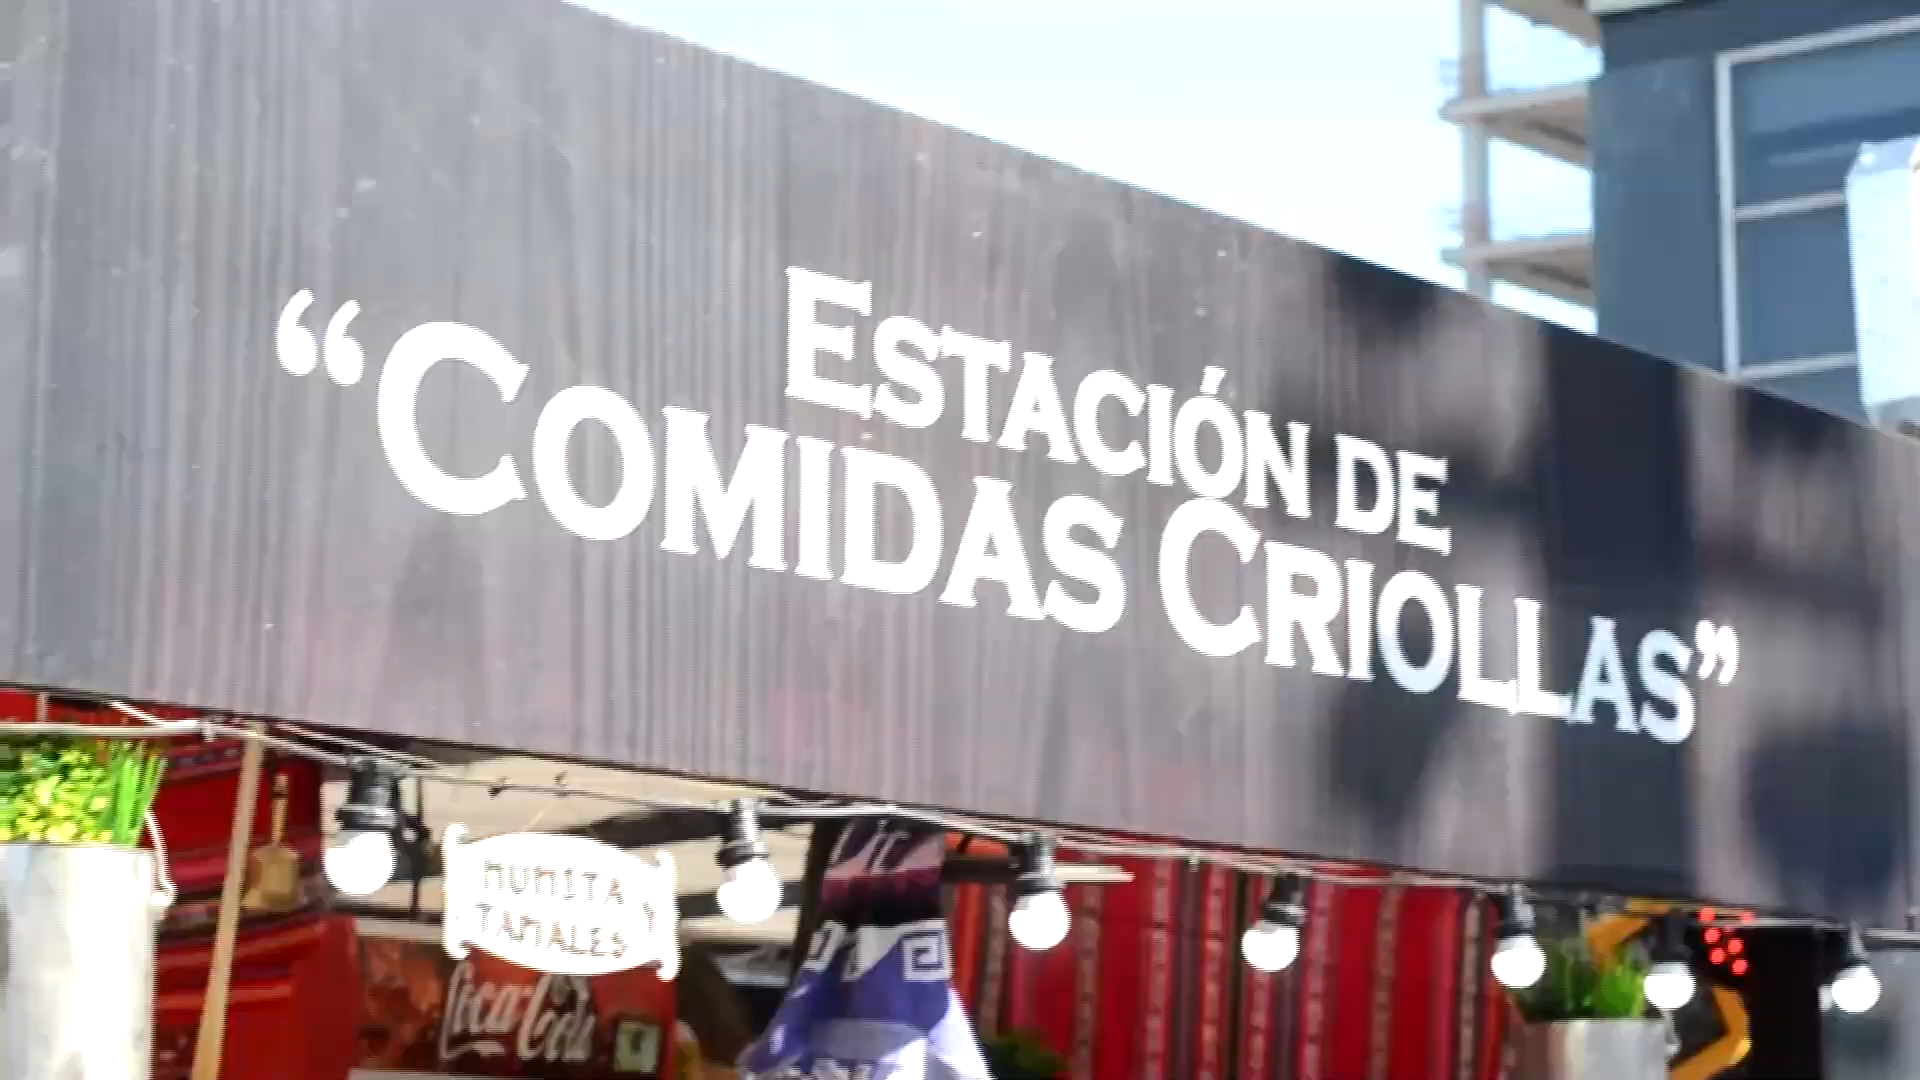 ESTACIÓN DE
“COMIDAS CRIOLLAS”
HUMITA Y
TAMALES
Coca-Cola